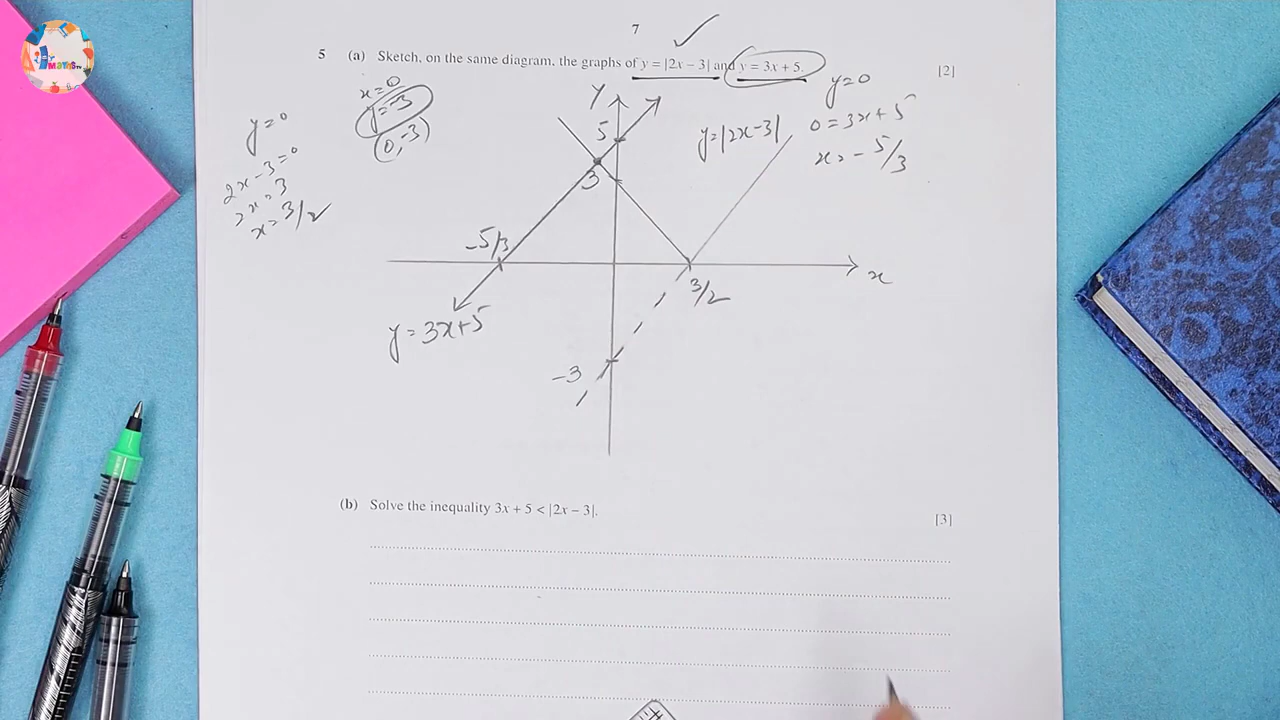 7
5 (a) Sketch, on the same diagram, the graphs of y = |2x − 3| and y = 3x + 5. [2]
x=0
y=-3
(0,-3)
y=0
2x-3=0
2x=3
x=3/2
y=0
0=3x+5
x=-5/3
Y
5
y=|2x-3|
3
-5/3
x
3/2
y=3x+5
-3
(b) Solve the inequality 3x + 5 < |2x − 3|. [3]